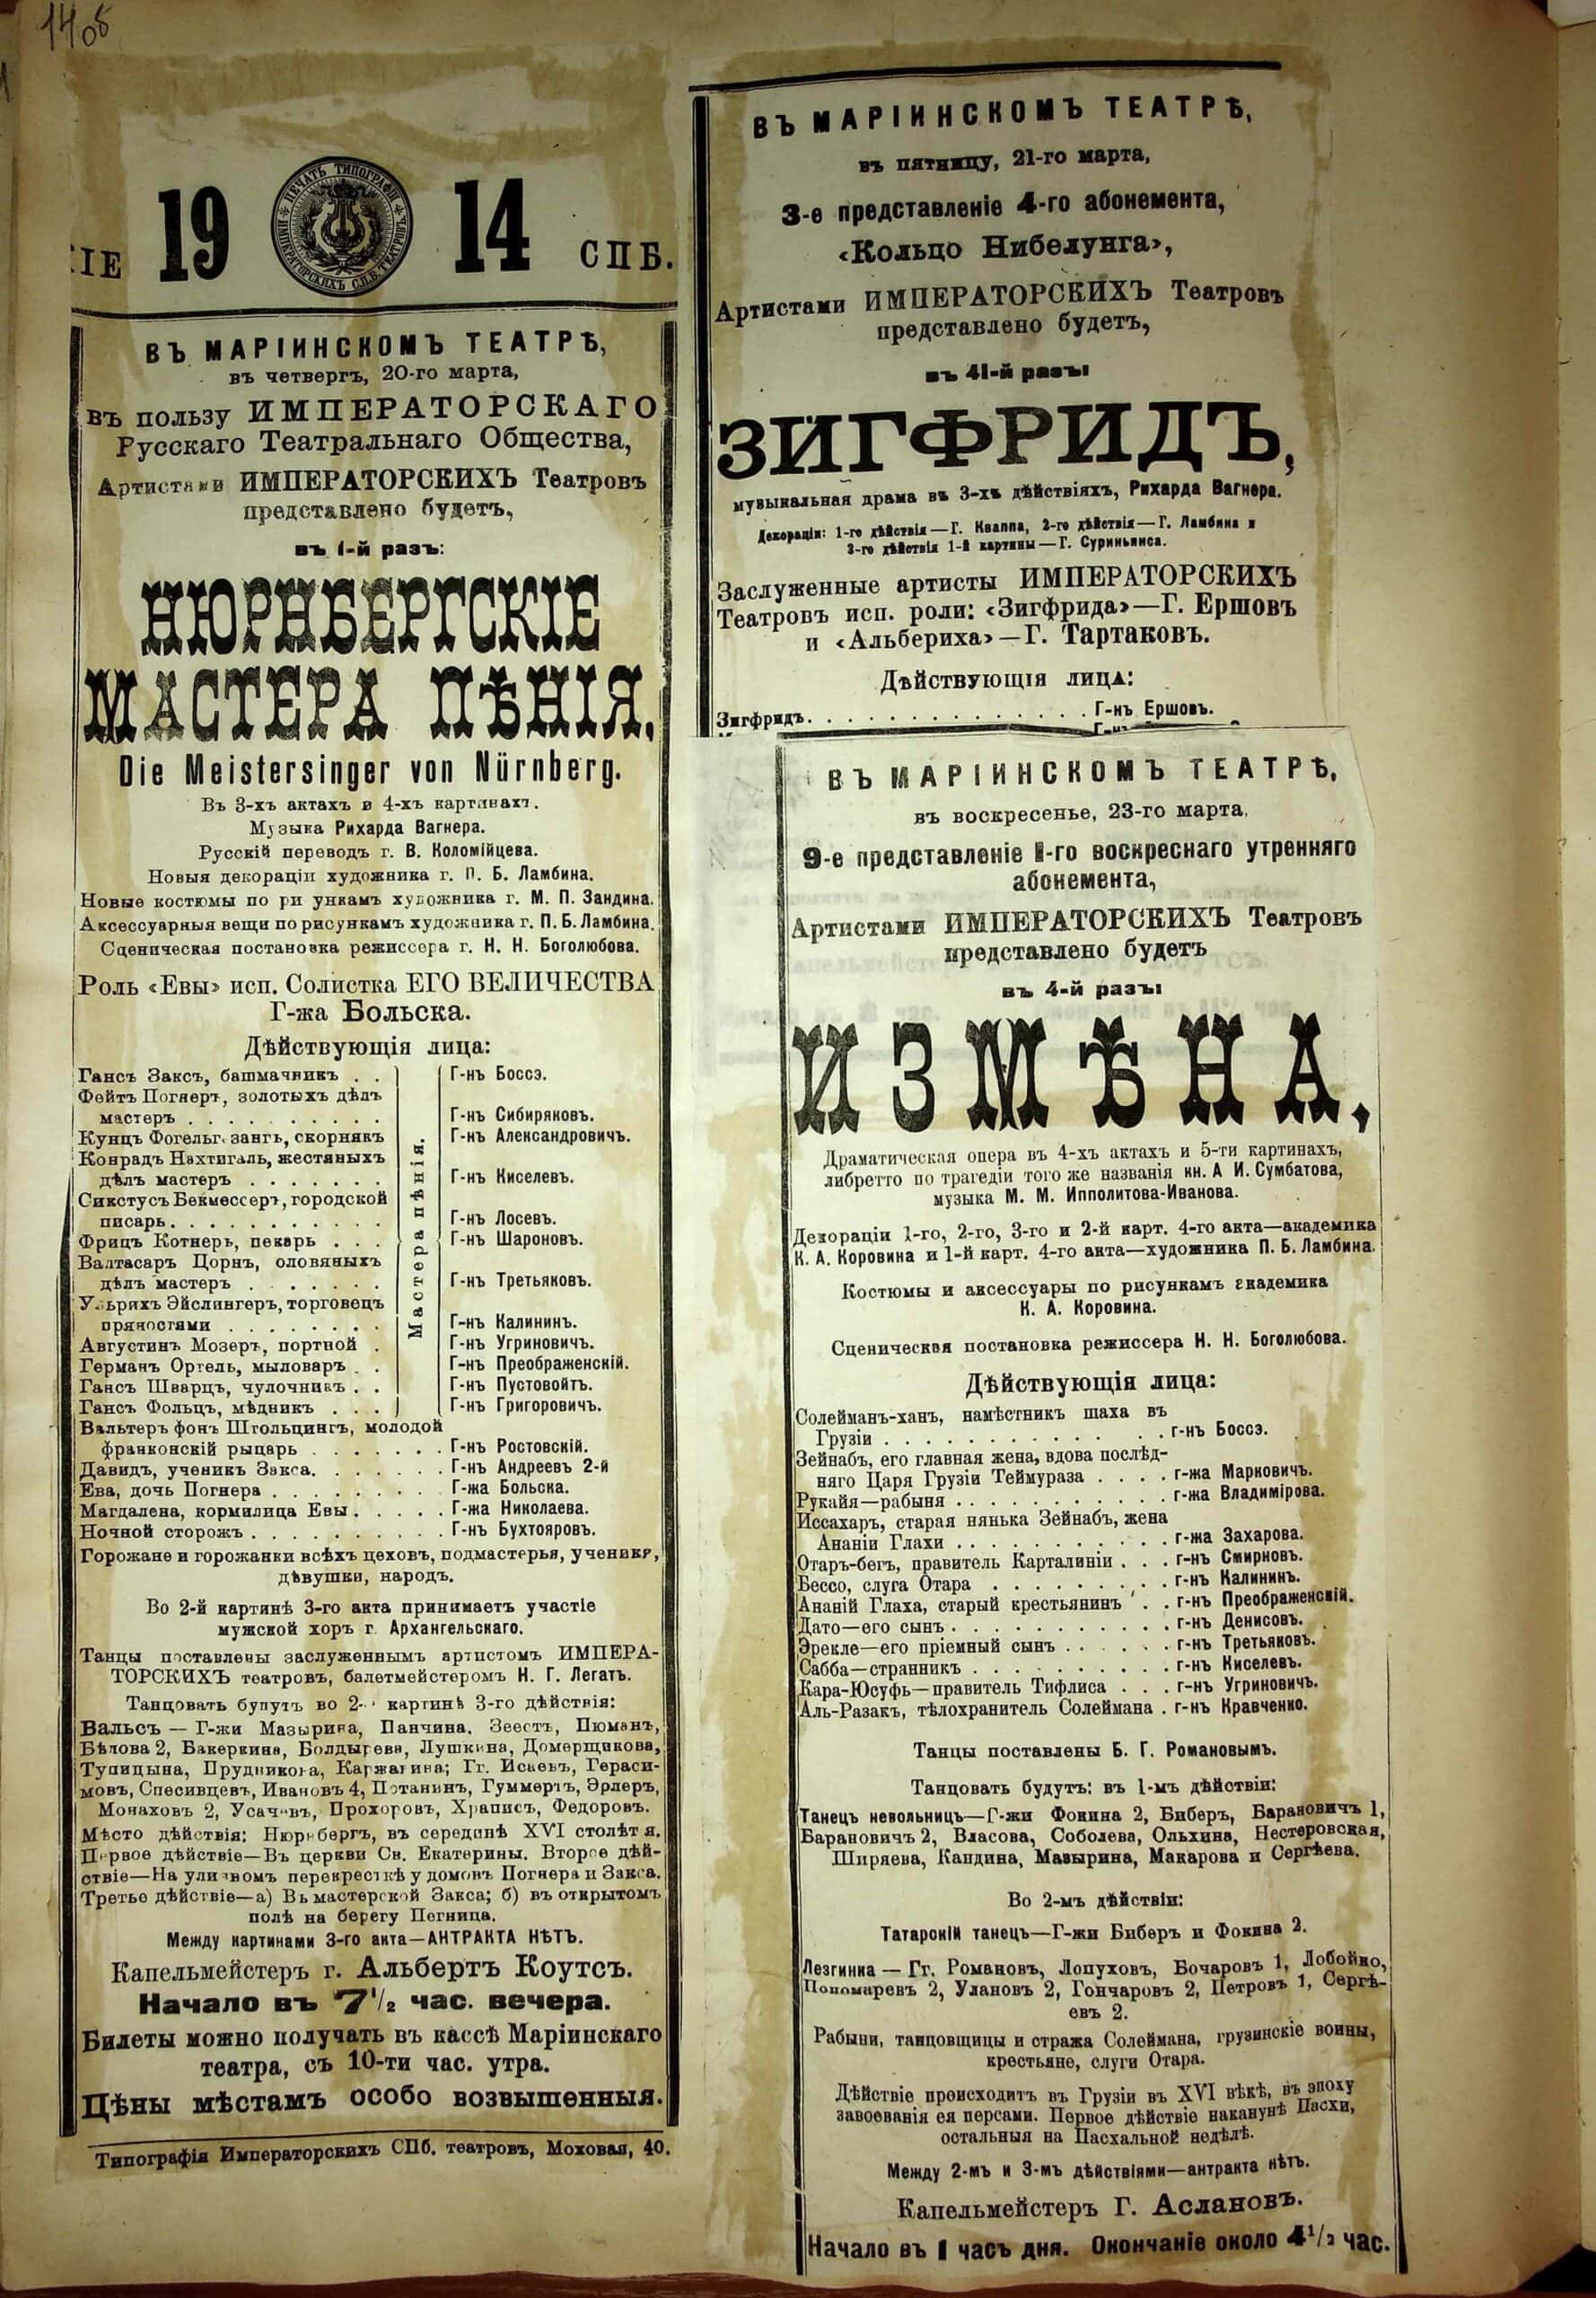 1408
КІЕ 19 14 СПБ.
ПЕЧАТЬ ТИПОГРАФІИ ИМПЕРАТОРСКИХЪ С.П.Б. ТЕАТРОВЪ
ВЪ МАРІИНСКОМЪ ТЕАТРѢ,
въ четвергъ, 20-го марта,
въ пользу ИМПЕРАТОРСКАГО
Русскаго Театральнаго Общества,
Артистами ИМПЕРАТОРСКИХЪ Театровъ
представлено будетъ,
въ 1-й разъ:
НЮРНБЕРГСКІЕ
МАСТЕРА ПѢНІЯ,
Die Meistersinger von Nürnberg.
Въ 3-хъ актахъ и 4-хъ картинахъ.
Музыка Рихарда Вагнера.
Русскій переводъ г. В. Коломійцева.
Новыя декораціи художника г. П. Б. Ламбина.
Новые костюмы по рисункамъ художника г. М. П. Зандина.
Аксессуарныя вещи по рисункамъ художника г. П. Б. Ламбина.
Сценическая постановка режиссера г. Н. Н. Боголюбова.
Роль «Евы» исп. Солистка ЕГО ВЕЛИЧЕСТВА
Г-жа Больска.
Дѣйствующія лица:
Гансъ Заксъ, башмачникъ . . Г-нъ Боссэ.
Фейтъ Погнеръ, золотыхъ дѣлъ
мастеръ . . . . . . . . . . Г-нъ Сибиряковъ.
Кунцъ Фогельгезангъ, скорнякъ Г-нъ Александровичъ.
Конрадъ Нахтигаль, жестяныхъ
дѣлъ мастеръ . . . . . . . Г-нъ Киселевъ.
Сикстусъ Бекмессеръ, городской
писарь . . . . . . . . . . . Г-нъ Лосевъ.
Фрицъ Котнеръ, пекарь . . . Г-нъ Шароновъ.
Валтасаръ Цорнъ, оловяныхъ
дѣлъ мастеръ . . . . . . Г-нъ Третьяковъ.
Ульрихъ Эйслингеръ, торговецъ
пряностями . . . . . . . . Г-нъ Калининъ.
Августинъ Мозеръ, портной . Г-нъ Угриновичъ.
Германъ Ортель, мыловаръ . . Г-нъ Преображенскій.
Гансъ Шварцъ, чулочникъ . . Г-нъ Пустовойтъ.
Гансъ Фольцъ, мѣдникъ . . . Г-нъ Григоровичъ.
Мастера пѣнія.
Вальтеръ фонъ Штольцингъ, молодой
франконскій рыцарь . . . . . . . Г-нъ Ростовскій.
Давидъ, ученикъ Закса. . . . . . . Г-нъ Андреевъ 2-й
Ева, дочь Погнера . . . . . . . . . Г-жа Больска.
Магдалена, кормилица Евы . . . . . Г-жа Николаева.
Ночной сторожъ . . . . . . . . . . Г-нъ Бухтояровъ.
Горожане и горожанки всѣхъ цеховъ, подмастерья, ученики,
дѣвушки, народъ.
Во 2-й картинѣ 3-го акта принимаетъ участіе
мужской хоръ г. Архангельскаго.
Танцы поставлены заслуженнымъ артистомъ ИМПЕРА-
ТОРСКИХЪ театровъ, балетмейстеромъ Н. Г. Легатъ.
Танцовать будутъ во 2-й картинѣ 3-го дѣйствія:
Вальсъ — Г-жи Мазырина, Панчина, Зеестъ, Пюманъ,
Бѣлова 2, Бакеркина, Болдырева, Лушкина, Домерщикова,
Тупицына, Прудникова, Каржагина; Гг. Исаевъ, Гераси-
мовъ, Спесивцевъ, Ивановъ 4, Потанинъ, Гуммертъ, Эрлеръ,
Монаховъ 2, Усачевъ, Прохоровъ, Хрaписъ, Федоровъ.
Мѣсто дѣйствія: Нюрнбергъ, въ серединѣ XVI столѣтія.
Первое дѣйствіе—Въ церкви Св. Екатерины. Второе дѣй-
ствіе—На уличномъ перекресткѣ у домовъ Погнера и Закса.
Третье дѣйствіе—а) Въ мастерской Закса; б) въ открытомъ
полѣ на берегу Пегница.
Между картинами 3-го акта—АНТРАКТА НѢТЪ.
Капельмейстеръ г. Альбертъ Коутсъ.
Начало въ 7½ час. вечера.
Билеты можно получать въ кассѣ Маріинскаго
театра, съ 10-ти час. утра.
Цѣны мѣстамъ особо возвышенныя.
Типографія Императорскихъ СПб. театровъ, Моховая, 40.
ВЪ МАРІИНСКОМЪ ТЕАТРѢ,
въ пятницу, 21-го марта,
3-е представленіе 4-го абонемента,
«Кольцо Нибелунга»,
Артистами ИМПЕРАТОРСКИХЪ Театровъ
представлено будетъ,
въ 41-й разъ:
ЗИГФРИДЪ,
музыкальная драма въ 3-хъ дѣйствіяхъ, Рихарда Вагнера.
Декораціи: 1-го дѣйствія—Г. Кваппа, 2-го дѣйствія—Г. Ламбина и
3-го дѣйствія 1-й картины—Г. Суриньянса.
Заслуженные артисты ИМПЕРАТОРСКИХЪ
Театровъ исп. роли: «Зигфрида»—Г. Ершовъ
и «Альбериха»—Г. Тартаковъ.
Дѣйствующія лица:
Зигфридъ. . . . . . . . . . . . . . . Г-нъ Ершовъ.
ВЪ МАРІИНСКОМЪ ТЕАТРѢ,
въ воскресенье, 23-го марта,
9-е представленіе 1-го воскреснаго утренняго
абонемента,
Артистами ИМПЕРАТОРСКИХЪ Театровъ
представлено будетъ
въ 4-й разъ:
ИЗМѢНА,
Драматическая опера въ 4-хъ актахъ и 5-ти картинахъ,
либретто по трагедіи того же названія кн. А. И. Сумбатова,
музыка М. М. Ипполитова-Иванова.
Декораціи 1-го, 2-го, 3-го и 2-й карт. 4-го акта—академика
К. А. Коровина и 1-й карт. 4-го акта—художника П. Б. Ламбина.
Костюмы и аксессуары по рисункамъ академика
К. А. Коровина.
Сценическая постановка режиссера Н. Н. Боголюбова.
Дѣйствующія лица:
Солейманъ-ханъ, намѣстникъ шаха въ
Грузіи . . . . . . . . . . . . . г-нъ Боссэ.
Зейнабъ, его главная жена, вдова послѣд-
няго Царя Грузіи Теймураза . . . . г-жа Марковичъ.
Рукайя—рабыня . . . . . . . . . . . г-жа Владимірова.
Иссахаръ, старая нянька Зейнабъ, жена
Ананіи Глахи . . . . . . . . . . . г-жа Захарова.
Отаръ-бегъ, правитель Карталиніи . . . г-нъ Смирновъ.
Бессо, слуга Отара . . . . . . . . . г-нъ Калининъ.
Ананій Глаха, старый крестьянинъ . . г-нъ Преображенскій.
Дато—его сынъ . . . . . . . . . . . . г-нъ Денисовъ.
Эрекле—его пріемный сынъ . . . . . . г-нъ Третьяковъ.
Сабба—странникъ . . . . . . . . . . г-нъ Киселевъ.
Кара-Юсуфъ—правитель Тифлиса . . . г-нъ Угриновичъ.
Аль-Разакъ, тѣлохранитель Солеймана . г-нъ Кравченко.
Танцы поставлены Б. Г. Романовымъ.
Танцовать будутъ: въ 1-мъ дѣйствіи:
Танецъ невольницъ—Г-жи Фокина 2, Биберъ, Барановичъ 1,
Барановичъ 2, Власова, Соболева, Ольхина, Нестеровская,
Ширяева, Кандина, Мазырина, Макарова и Сергѣева.
Во 2-мъ дѣйствіи:
Татарскій танецъ—Г-жи Биберъ и Фокина 2.
Лезгинка — Гг. Романовъ, Лопуховъ, Бочаровъ 1, Лобойко,
Пономаревъ 2, Улановъ 2, Гончаровъ 2, Петровъ 1, Сергѣ-
евъ 2.
Рабыни, танцовщицы и стража Солеймана, грузинскіе воины,
крестьяне, слуги Отара.
Дѣйствіе происходитъ въ Грузіи въ XVI вѣкѣ, въ эпоху
завоеванія ея персами. Первое дѣйствіе наканунѣ Пасхи,
остальныя на Пасхальной недѣлѣ.
Между 2-мъ и 3-мъ дѣйствіями—антракта нѣтъ.
Капельмейстеръ Г. Аслановъ.
Начало въ 1 часъ дня. Окончаніе около 4½ час.